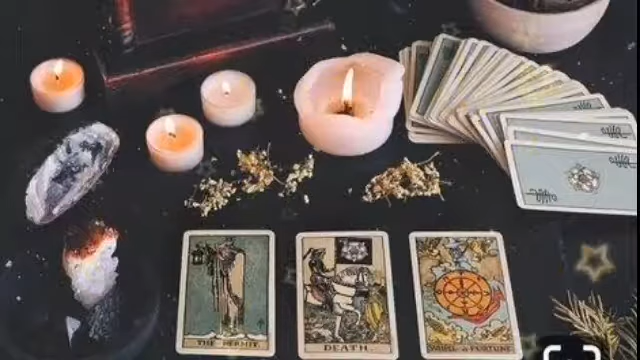 THE HERMIT.
DEATH.
WHEEL of FORTUNE.